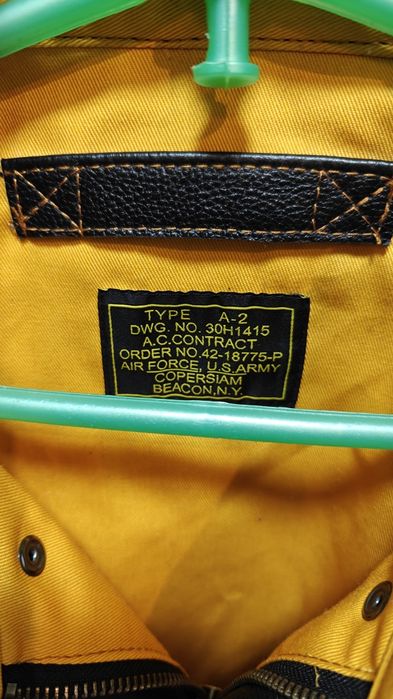 TYPE A-2
DWG. NO. 30H1415
A.C.CONTRACT
ORDER NO.42-18775-P
AIR FORCE, U.S.ARMY
COPERSIAM
BEACON,N.Y.